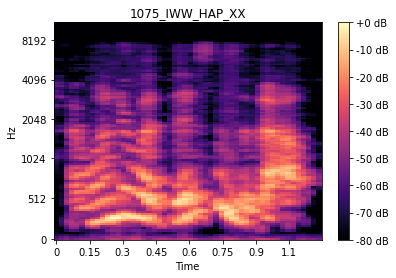 1075_IWW_HAP_XX
+0 dB
8192
-10 dB
4096
-20 dB
-30 dB
2048
Hz
-40 dB
1024
-50 dB
512
-60 dB
-70 dB
0
-80 dB
0 0.15 0.3 0.45 0.6 0.75 0.9 1.1
Time